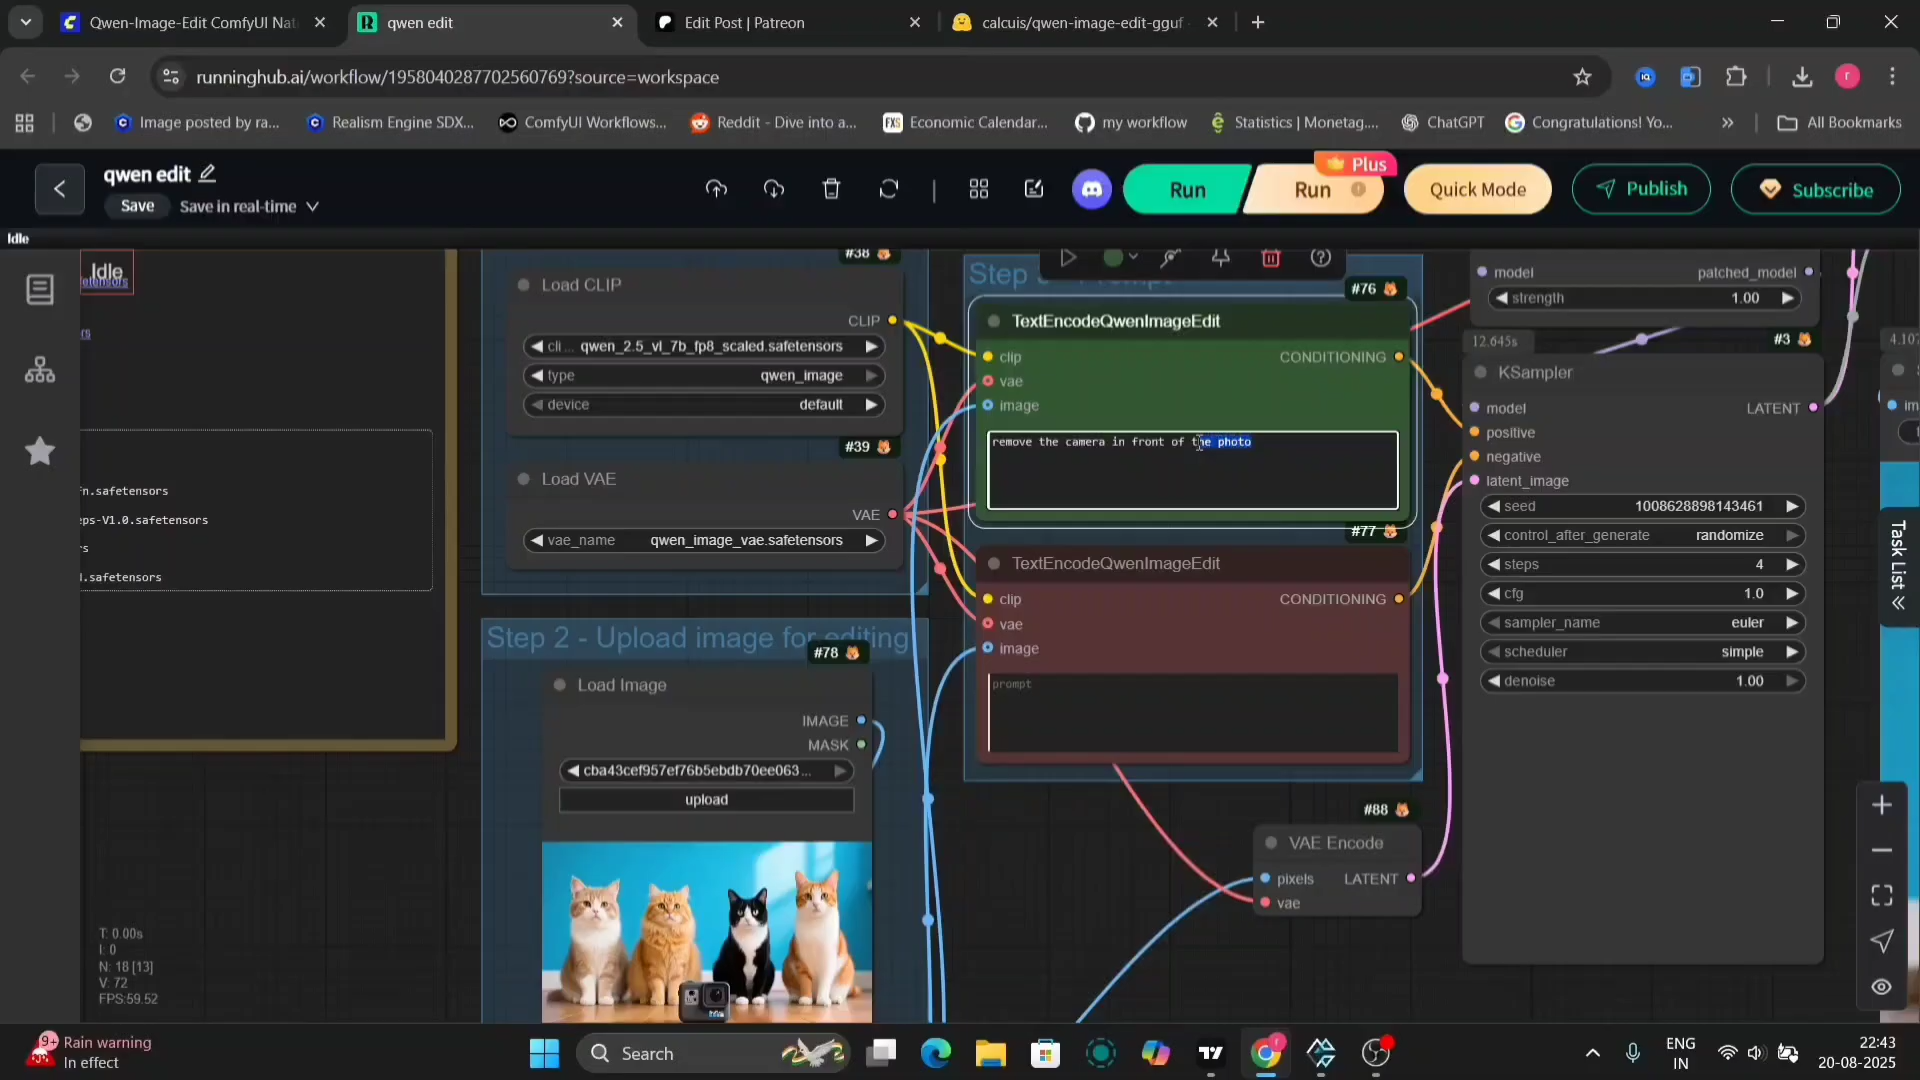 Qwen-Image-Edit ComfyUI Nat
qwen edit
Edit Post | Patreon
calcuis/qwen-image-edit-gguf
runninghub.ai/workflow/1958040287702560769?source=workspace
Image posted by ra...
Realism Engine SDX...
ComfyUI Workflows...
Reddit - Dive into a...
Economic Calendar...
my workflow
Statistics | Monetag,...
ChatGPT
Congratulations! Yo...
All Bookmarks
qwen edit
Save
Save in real-time
Run
Run
Plus
Quick Mode
Publish
Subscribe
Idle
Idle
etensors
rs
n.safetensors
eps-V1.0.safetensors
rs
d.safetensors
T: 0.00s
I: 0
N: 18 [13]
V: 72
FPS:59.52
#38
Load CLIP
CLIP
cli ... qwen_2.5_vl_7b_fp8_scaled.safetensors
type qwen_image
device default
#39
Load VAE
VAE
vae_name qwen_image_vae.safetensors
Step 2 - Upload image for editing
#78
Load Image
IMAGE
MASK
cba43cef957ef76b5ebdb70ee063...
upload
#76
TextEncodeQwenImageEdit
clip
CONDITIONING
vae
image
remove the camera in front of the photo
#77
TextEncodeQwenImageEdit
clip
CONDITIONING
vae
image
prompt
#88
VAE Encode
pixels
LATENT
vae
model
patched_model
strength 1.00
12.645s
#3
KSampler
model
LATENT
positive
negative
latent_image
seed 1008628898143461
control_after_generate randomize
steps 4
cfg 1.0
sampler_name euler
scheduler simple
denoise 1.00
Task List
Rain warning
In effect
Search
ENG
IN
22:43
20-08-2025